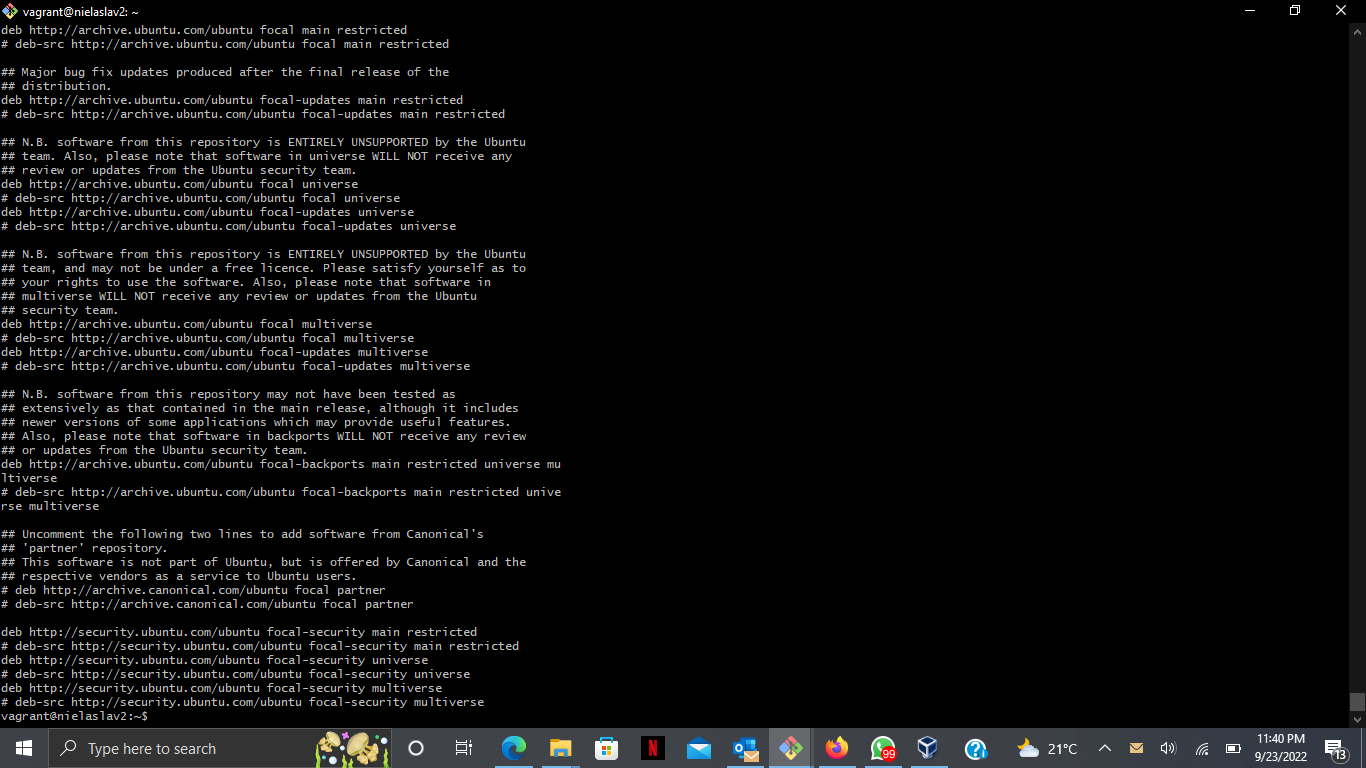 vagrant@nielaslav2: ~
deb http://archive.ubuntu.com/ubuntu focal main restricted
# deb-src http://archive.ubuntu.com/ubuntu focal main restricted
## Major bug fix updates produced after the final release of the
## distribution.
deb http://archive.ubuntu.com/ubuntu focal-updates main restricted
# deb-src http://archive.ubuntu.com/ubuntu focal-updates main restricted
## N.B. software from this repository is ENTIRELY UNSUPPORTED by the Ubuntu
## team. Also, please note that software in universe WILL NOT receive any
## review or updates from the Ubuntu security team.
deb http://archive.ubuntu.com/ubuntu focal universe
# deb-src http://archive.ubuntu.com/ubuntu focal universe
deb http://archive.ubuntu.com/ubuntu focal-updates universe
# deb-src http://archive.ubuntu.com/ubuntu focal-updates universe
## N.B. software from this repository is ENTIRELY UNSUPPORTED by the Ubuntu
## team, and may not be under a free licence. Please satisfy yourself as to
## your rights to use the software. Also, please note that software in
## multiverse WILL NOT receive any review or updates from the Ubuntu
## security team.
deb http://archive.ubuntu.com/ubuntu focal multiverse
# deb-src http://archive.ubuntu.com/ubuntu focal multiverse
deb http://archive.ubuntu.com/ubuntu focal-updates multiverse
# deb-src http://archive.ubuntu.com/ubuntu focal-updates multiverse
## N.B. software from this repository may not have been tested as
## extensively as that contained in the main release, although it includes
## newer versions of some applications which may provide useful features.
## Also, please note that software in backports WILL NOT receive any review
## or updates from the Ubuntu security team.
deb http://archive.ubuntu.com/ubuntu focal-backports main restricted universe mu
ltiverse
# deb-src http://archive.ubuntu.com/ubuntu focal-backports main restricted unive
rse multiverse
## Uncomment the following two lines to add software from Canonical's
## 'partner' repository.
## This software is not part of Ubuntu, but is offered by Canonical and the
## respective vendors as a service to Ubuntu users.
# deb http://archive.canonical.com/ubuntu focal partner
# deb-src http://archive.canonical.com/ubuntu focal partner
deb http://security.ubuntu.com/ubuntu focal-security main restricted
# deb-src http://security.ubuntu.com/ubuntu focal-security main restricted
deb http://security.ubuntu.com/ubuntu focal-security universe
# deb-src http://security.ubuntu.com/ubuntu focal-security universe
deb http://security.ubuntu.com/ubuntu focal-security multiverse
# deb-src http://security.ubuntu.com/ubuntu focal-security multiverse
vagrant@nielaslav2:~$
Type here to search
N
99
?
21°C
11:40 PM
9/23/2022
13